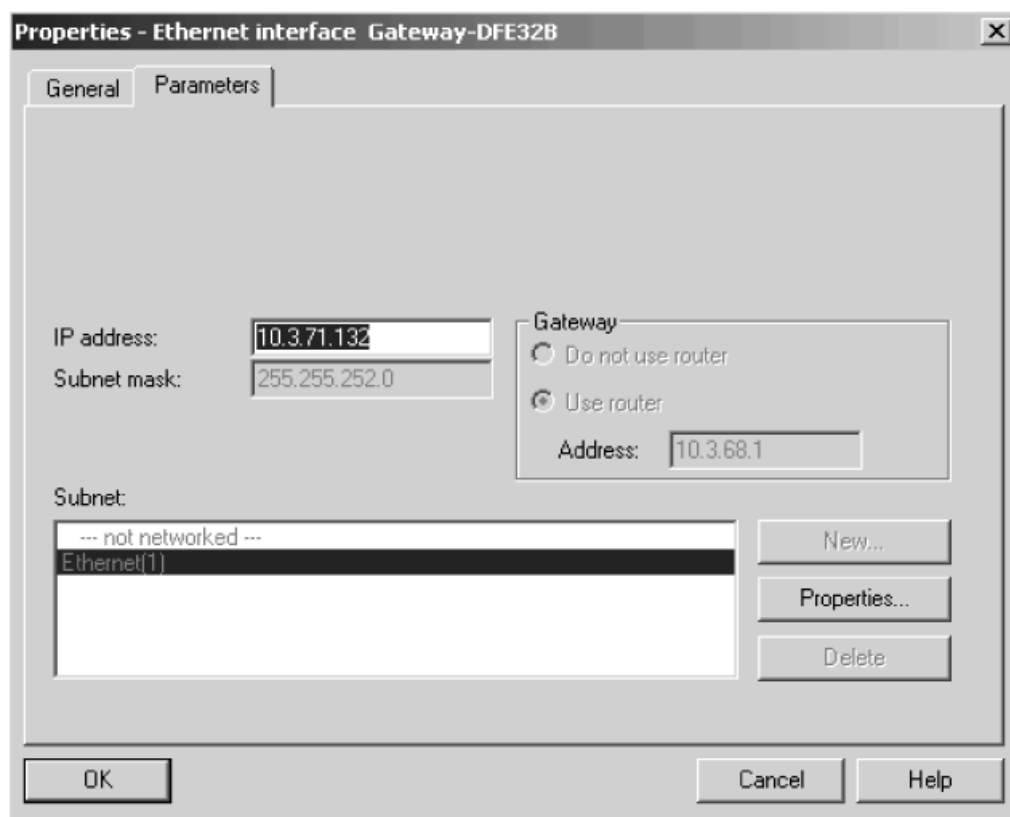 Properties - Ethernet interface Gateway-DFE32B
General
Parameters
IP address:
10.3.71.132
Subnet mask:
255.255.252.0
Gateway
Do not use router
Use router
Address:
10.3.68.1
Subnet:
--- not networked ---
Ethernet(1)
New...
Properties...
Delete
OK
Cancel
Help